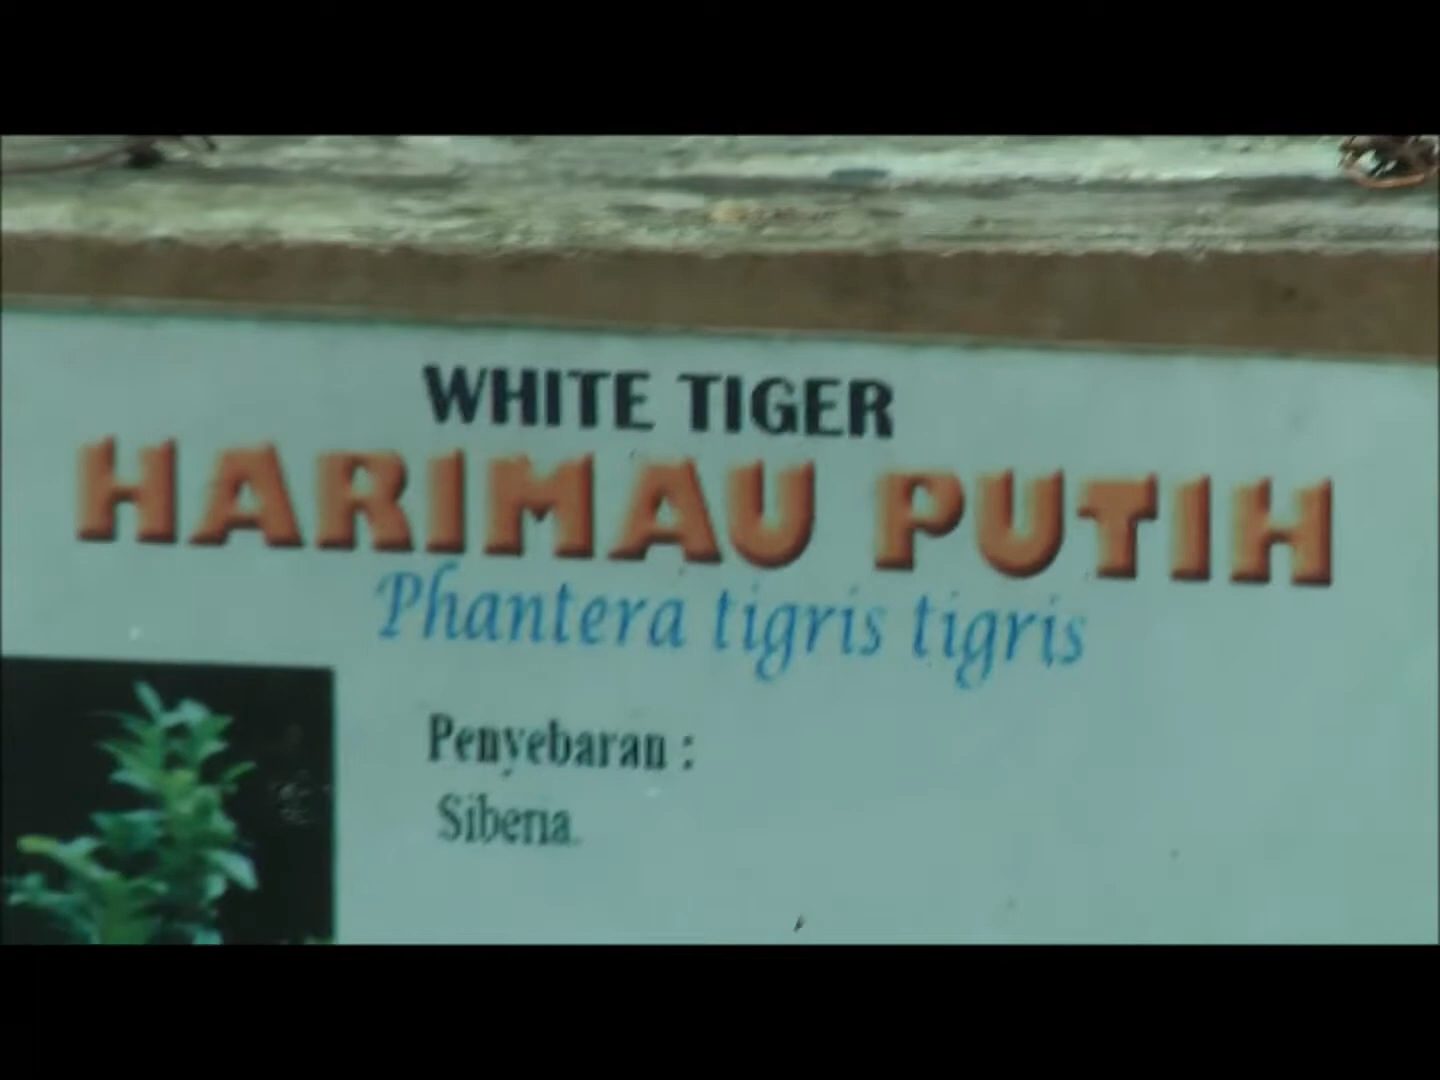 WHITE TIGER
HARIMAU PUTIH
Phantera tigris tigris
Penyebaran :
Siberia.